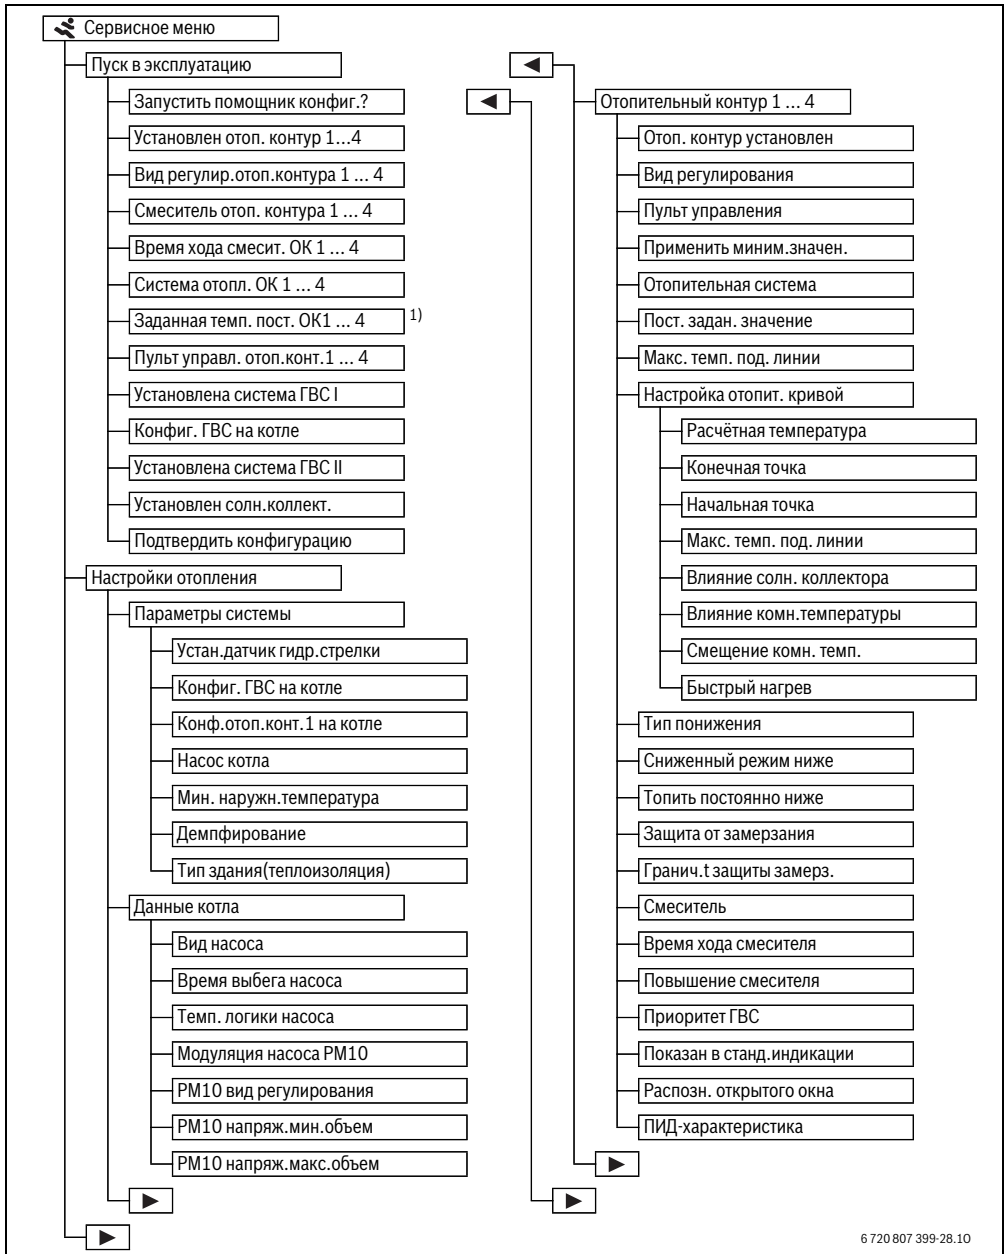 Сервисное меню
Пуск в эксплуатацию
Запустить помощник конфиг.?
Установлен отоп. контур 1...4
Вид регулир.отоп.контура 1 ... 4
Смеситель отоп. контура 1 ... 4
Время хода смесит. ОК 1 ... 4
Система отопл. ОК 1 ... 4
Заданная темп. пост. ОК1 ... 4 1)
Пульт управл. отоп.конт.1 ... 4
Установлена система ГВС I
Конфиг. ГВС на котле
Установлена система ГВС II
Установлен солн.коллект.
Подтвердить конфигурацию
Настройки отопления
Параметры системы
Устан.датчик гидр.стрелки
Конфиг. ГВС на котле
Конф.отоп.конт.1 на котле
Насос котла
Мин. наружн.температура
Демпфирование
Тип здания(теплоизоляция)
Данные котла
Вид насоса
Время выбега насоса
Темп. логики насоса
Модуляция насоса PM10
PM10 вид регулирования
PM10 напряж.мин.объем
PM10 напряж.макс.объем
Отопительный контур 1 ... 4
Отоп. контур установлен
Вид регулирования
Пульт управления
Применить миним.значен.
Отопительная система
Пост. задан. значение
Макс. темп. под. линии
Настройка отопит. кривой
Расчётная температура
Конечная точка
Начальная точка
Макс. темп. под. линии
Влияние солн. коллектора
Влияние комн.температуры
Смещение комн. темп.
Быстрый нагрев
Тип понижения
Сниженный режим ниже
Топить постоянно ниже
Защита от замерзания
Гранич.t защиты замерз.
Смеситель
Время хода смесителя
Повышение смесителя
Приоритет ГВС
Показан в станд.индикации
Распозн. открытого окна
ПИД-характеристика
6 720 807 399-28.1O